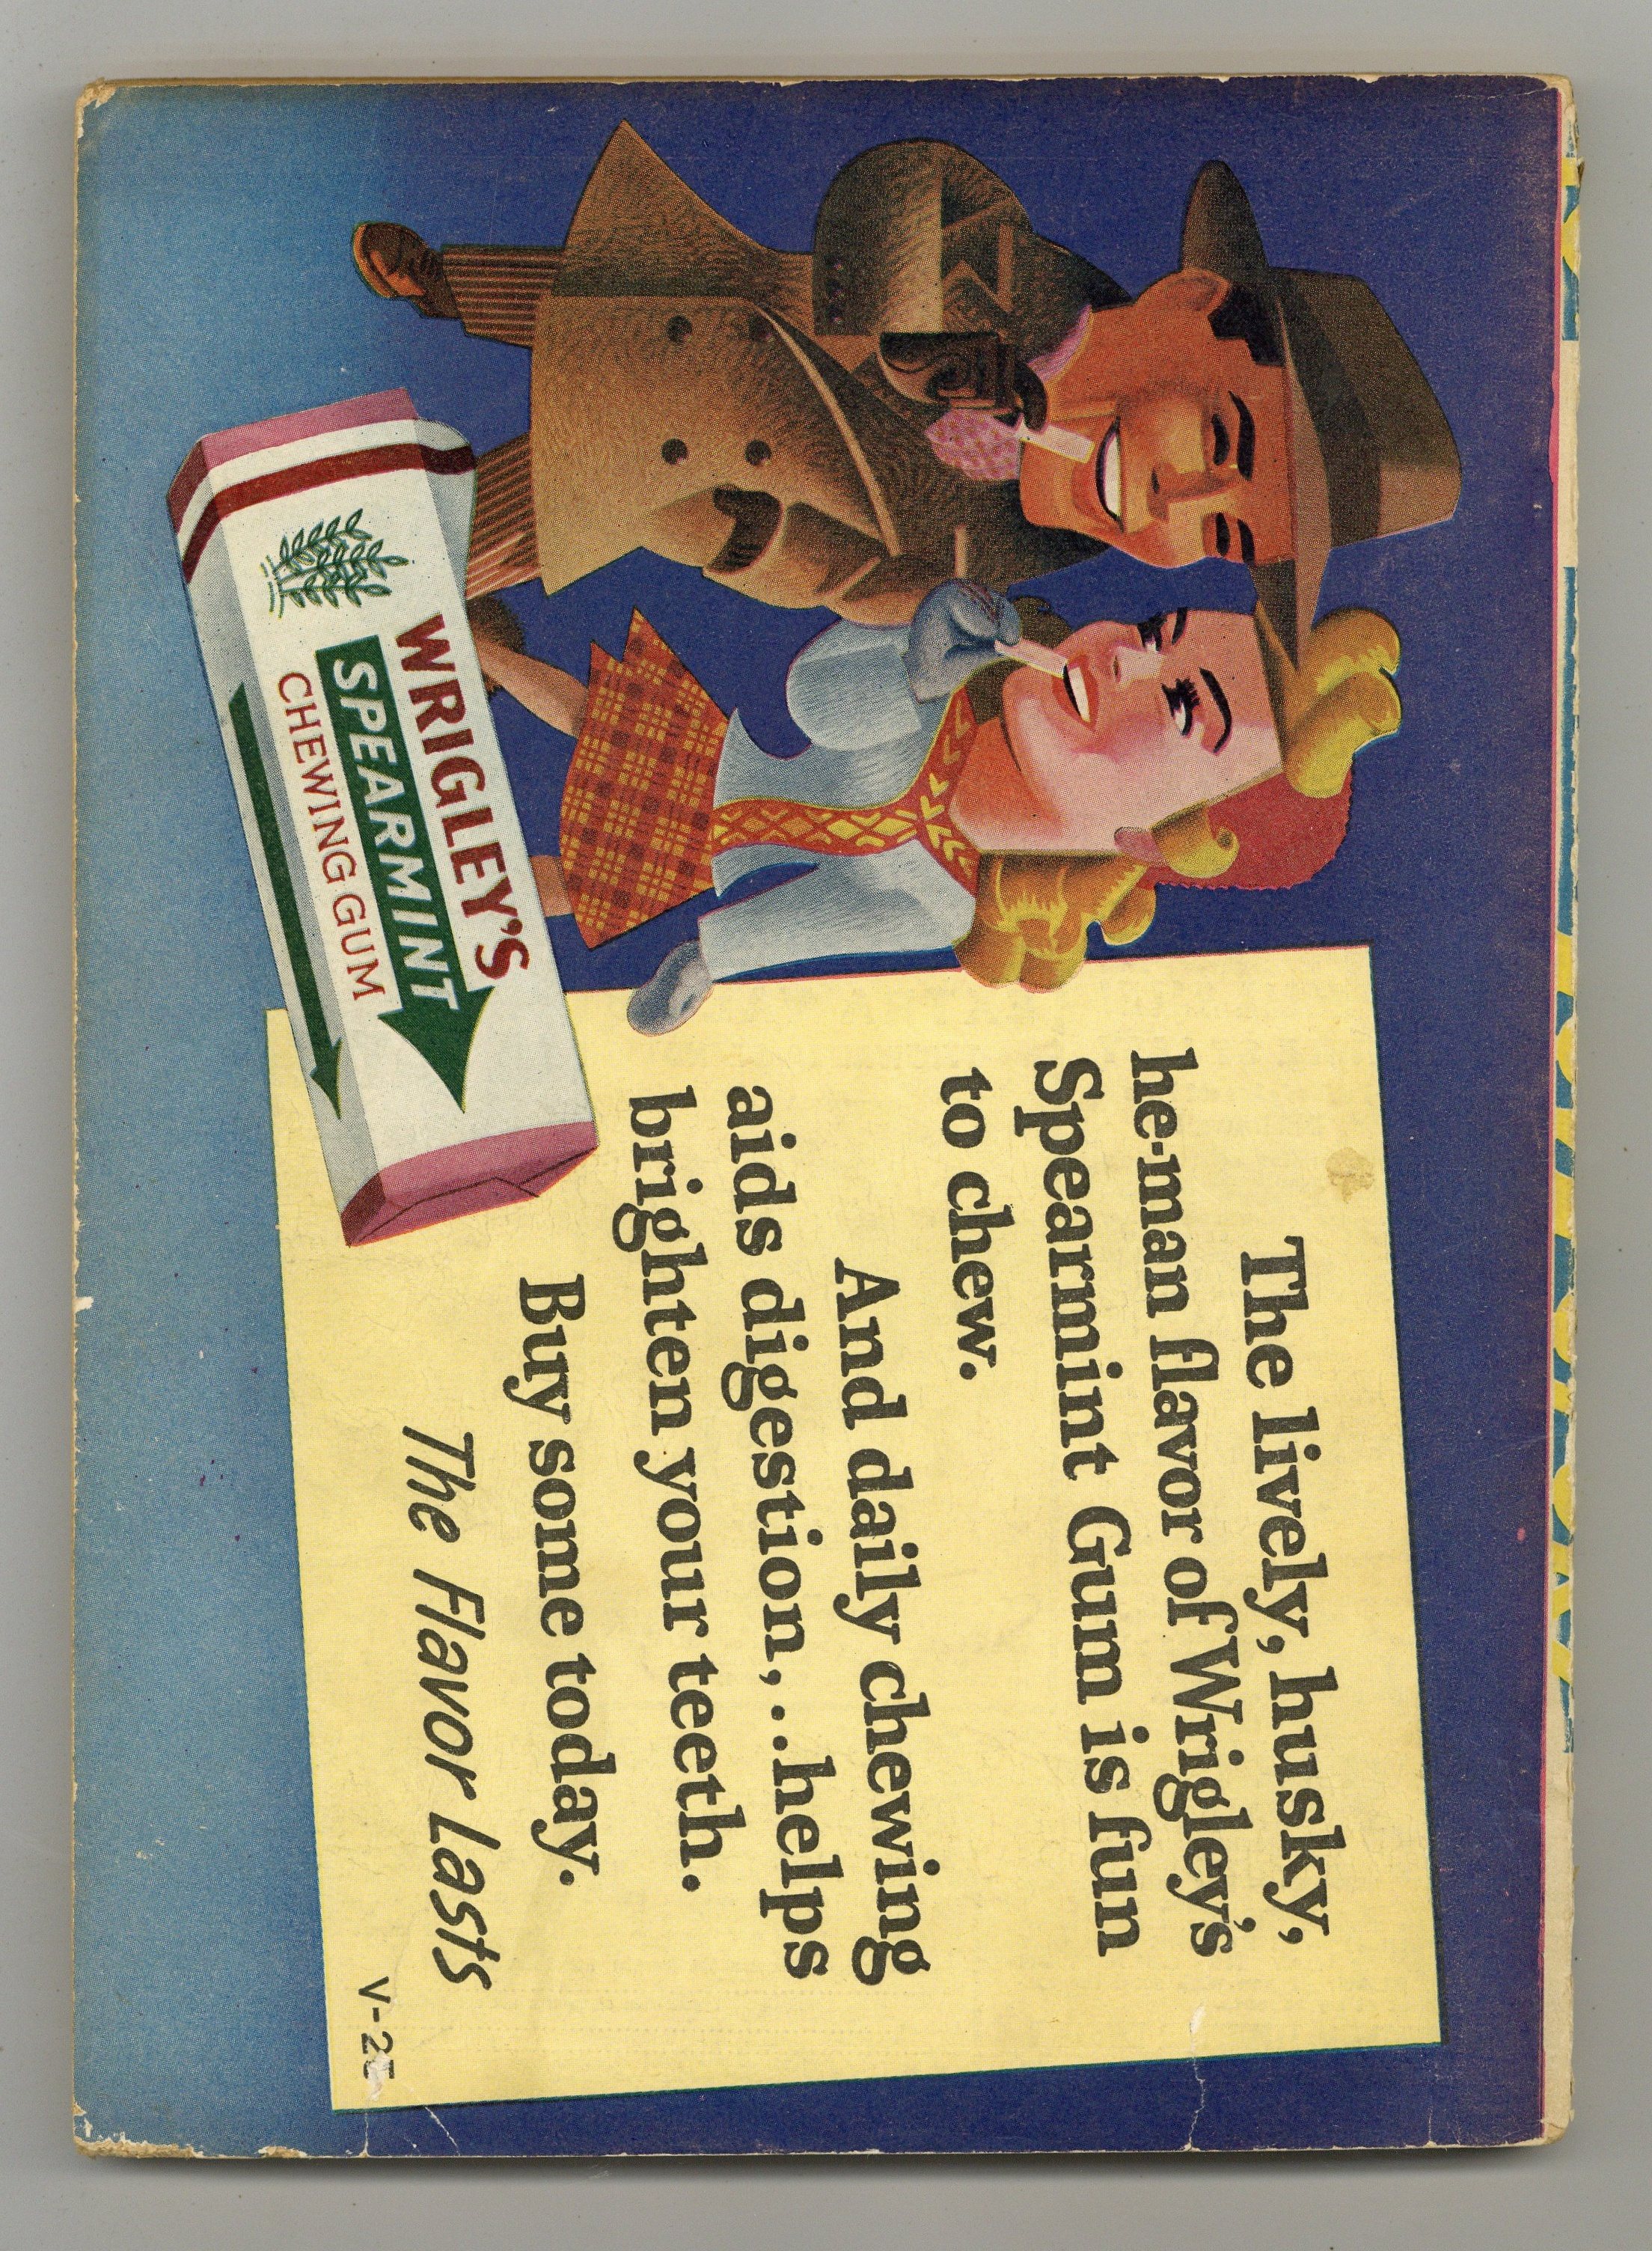 The lively, husky,
he-man flavor of Wrigley's
Spearmint Gum is fun
to chew.
And daily chewing
aids digestion,..helps
brighten your teeth.
Buy some today.
The Flavor Lasts
WRIGLEY'S
SPEARMINT
CHEWING GUM